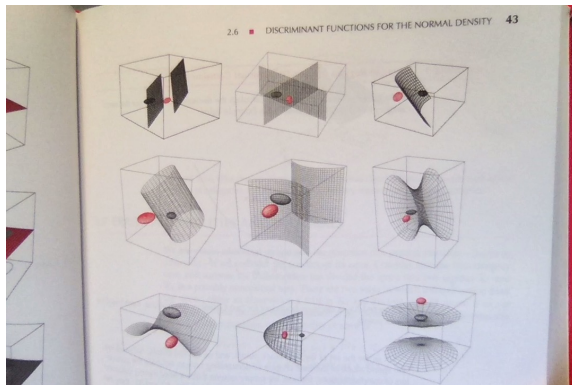 2.6 ■ DISCRIMINANT FUNCTIONS FOR THE NORMAL DENSITY 43